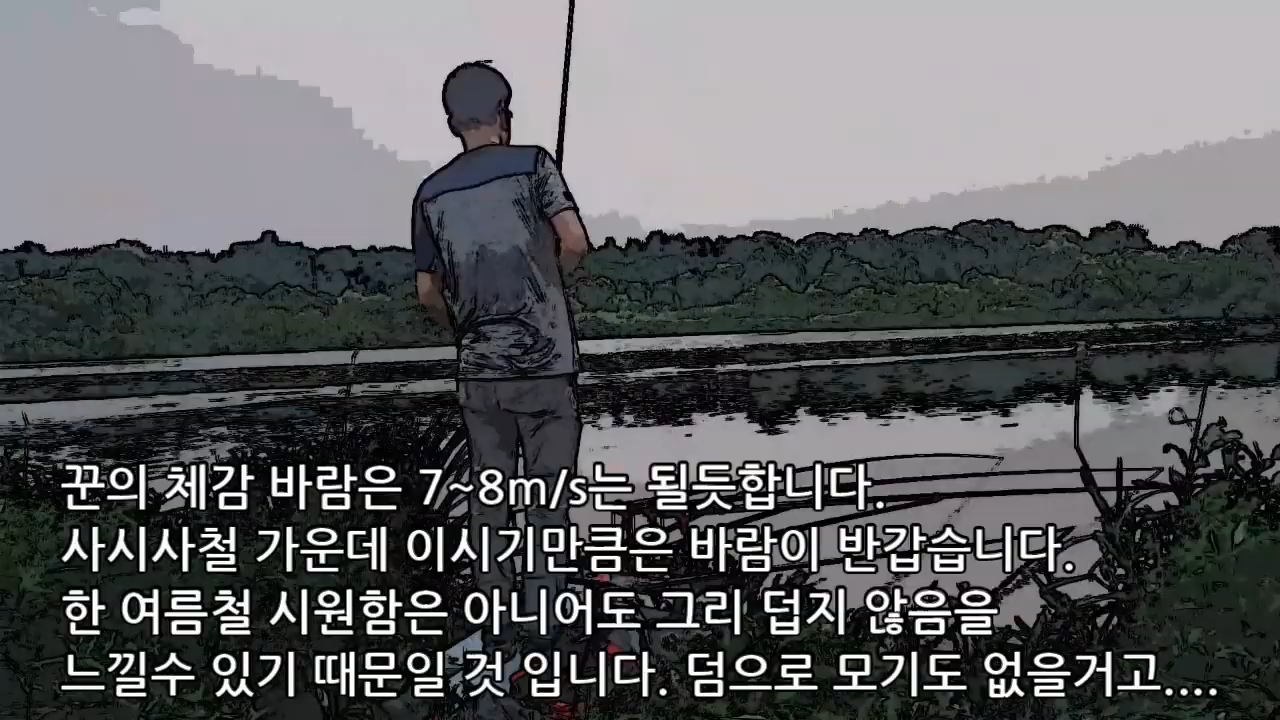 꾼의 체감 바람은 7~8m/s는 될듯합니다.
사시사철 가운데 이시기만큼은 바람이 반갑습니다.
한 여름철 시원함은 아니어도 그리 덥지 않음을
느낄수 있기 때문일 것 입니다. 덤으로 모기도 없을거고....